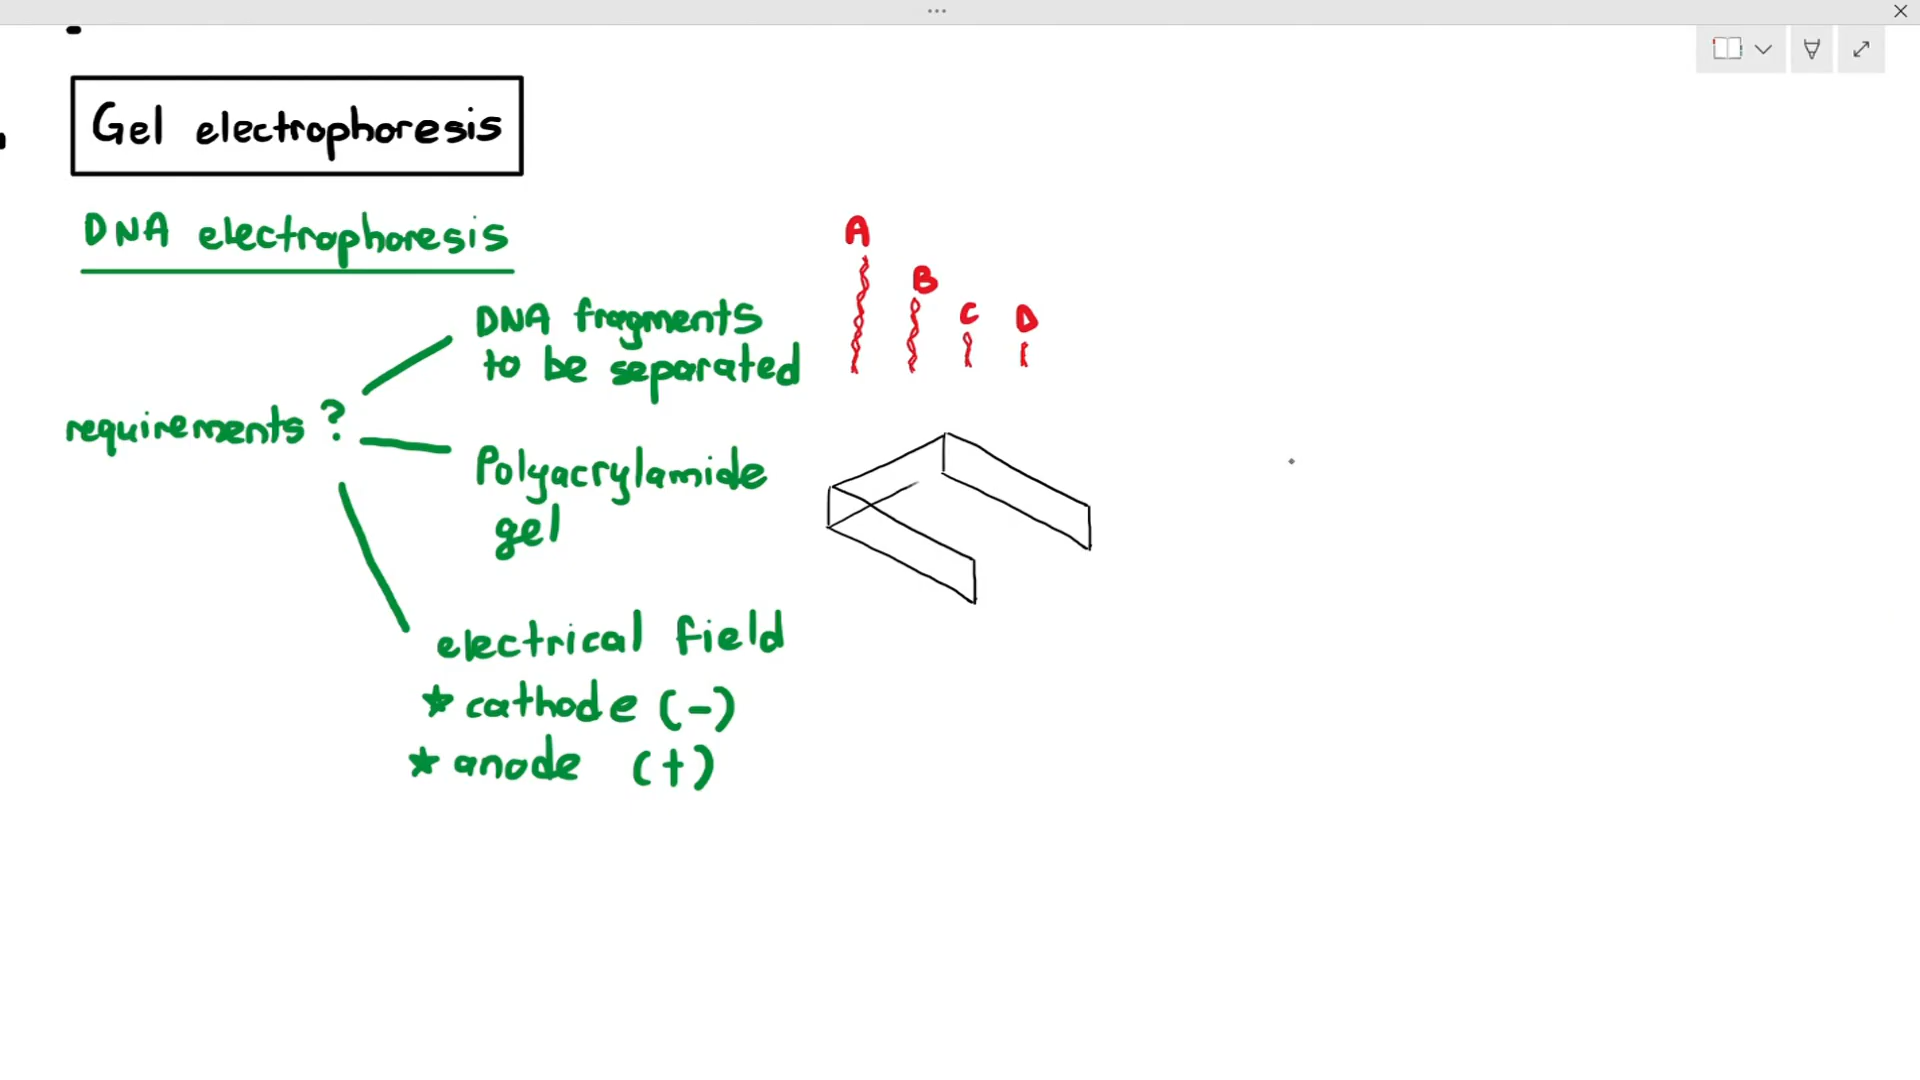 Gel electrophoresis
DNA electrophoresis
A
B
C
D
DNA fragments
to be separated
requirements ?
Polyacrylamide
gel
electrical field
★ cathode (-)
★ anode (+)